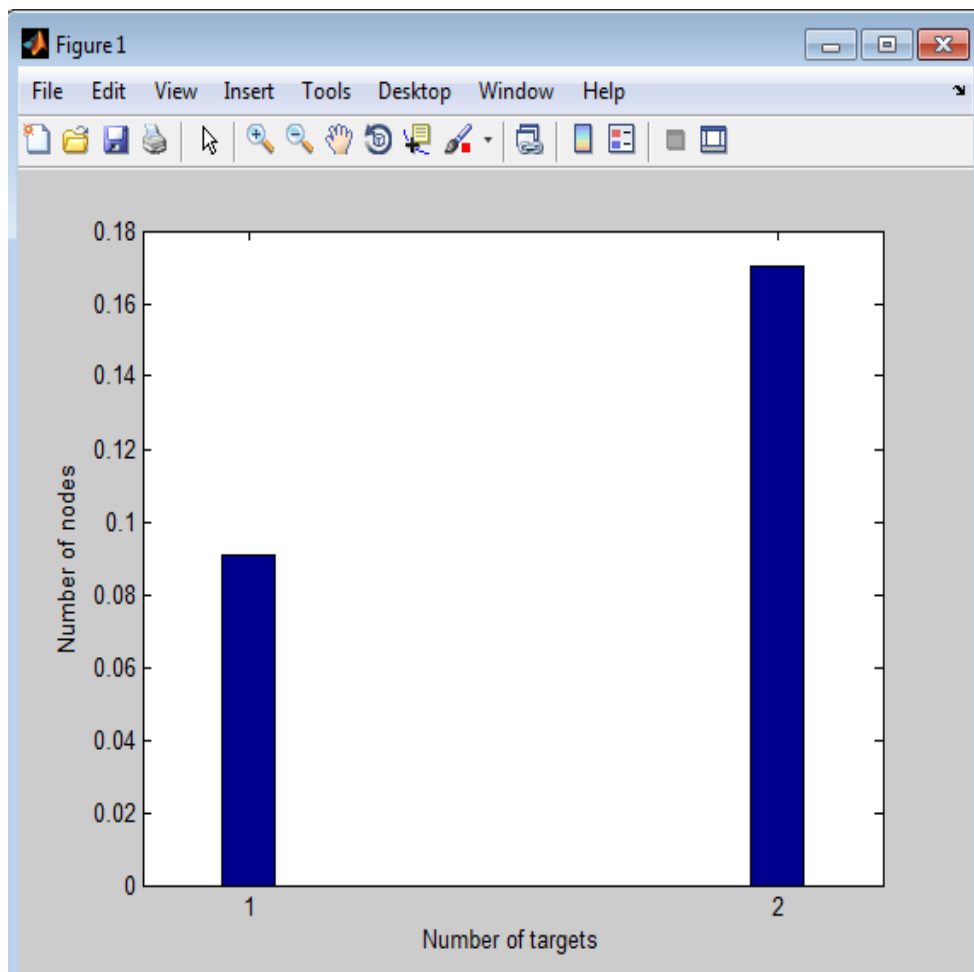 Figure 1
File Edit View Insert Tools Desktop Window Help
0.18
0.16
0.14
0.12
0.1
0.08
0.06
0.04
0.02
0
Number of nodes
1 2
Number of targets